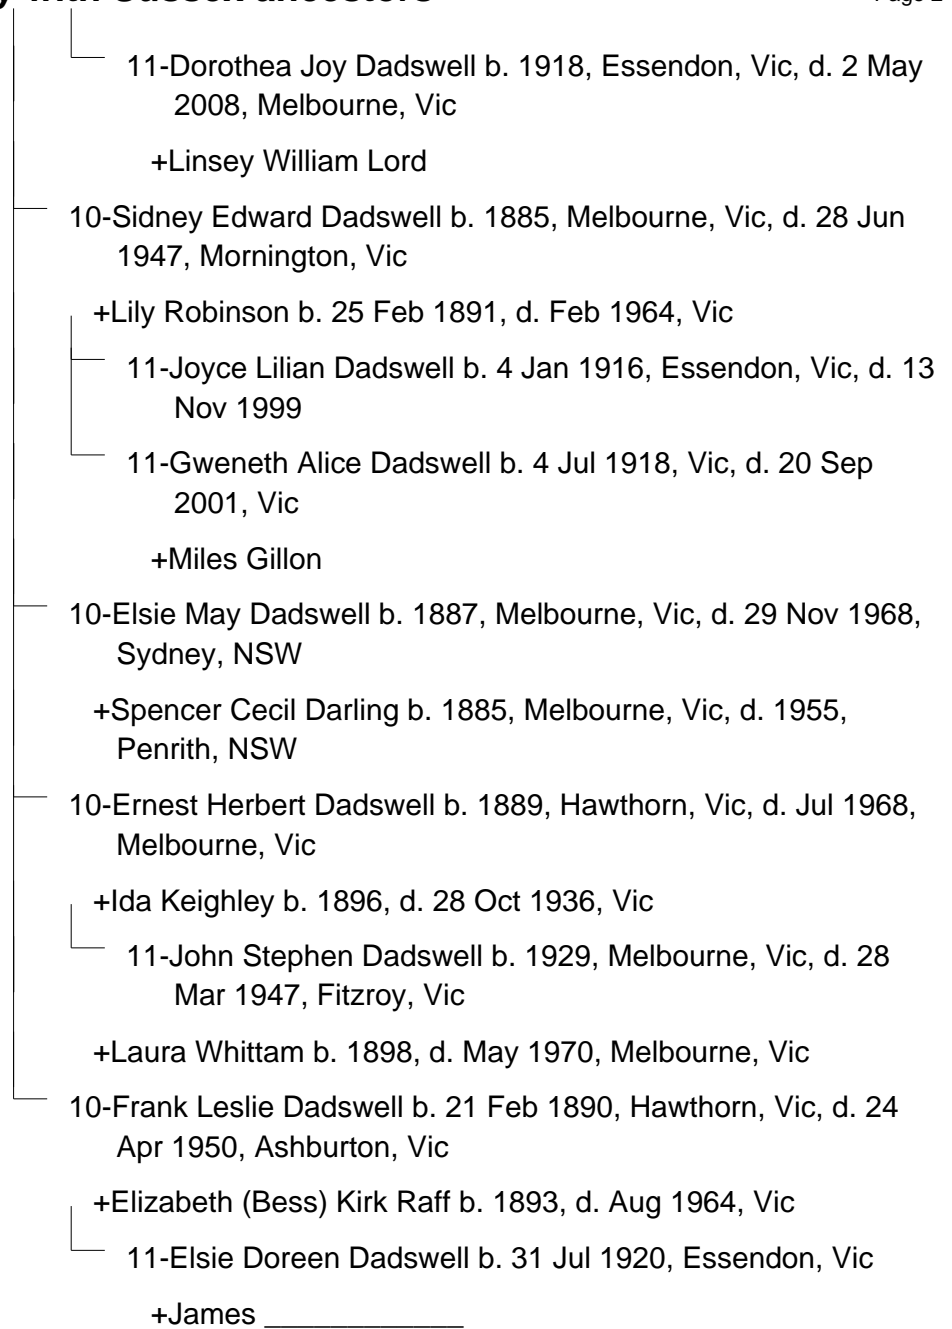 with Sussex ancestors
11-Dorothea Joy Dadswell b. 1918, Essendon, Vic, d. 2 May
2008, Melbourne, Vic
+Linsey William Lord
10-Sidney Edward Dadswell b. 1885, Melbourne, Vic, d. 28 Jun
1947, Mornington, Vic
+Lily Robinson b. 25 Feb 1891, d. Feb 1964, Vic
11-Joyce Lilian Dadswell b. 4 Jan 1916, Essendon, Vic, d. 13
Nov 1999
11-Gweneth Alice Dadswell b. 4 Jul 1918, Vic, d. 20 Sep
2001, Vic
+Miles Gillon
10-Elsie May Dadswell b. 1887, Melbourne, Vic, d. 29 Nov 1968,
Sydney, NSW
+Spencer Cecil Darling b. 1885, Melbourne, Vic, d. 1955,
Penrith, NSW
10-Ernest Herbert Dadswell b. 1889, Hawthorn, Vic, d. Jul 1968,
Melbourne, Vic
+Ida Keighley b. 1896, d. 28 Oct 1936, Vic
11-John Stephen Dadswell b. 1929, Melbourne, Vic, d. 28
Mar 1947, Fitzroy, Vic
+Laura Whittam b. 1898, d. May 1970, Melbourne, Vic
10-Frank Leslie Dadswell b. 21 Feb 1890, Hawthorn, Vic, d. 24
Apr 1950, Ashburton, Vic
+Elizabeth (Bess) Kirk Raff b. 1893, d. Aug 1964, Vic
11-Elsie Doreen Dadswell b. 31 Jul 1920, Essendon, Vic
+James ____________